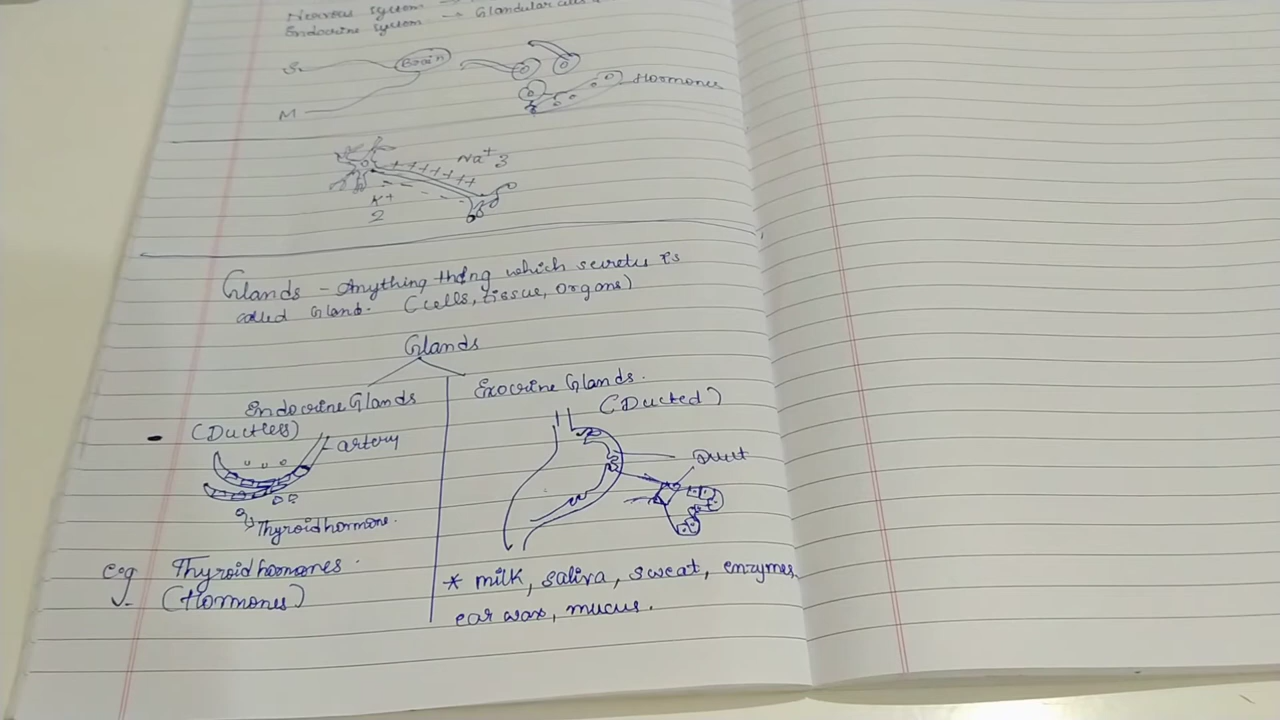 Nervous system →
Endocrine system → Glandular cells
S
Brain
Hormones
M
Na+ 3
K+
2
Glands - Anything thing which secretes is
called Gland. (cells, tissue, organs)
Glands
Endocrine Glands
(Ductless)
artery
Thyroid hormone.
e.g Thyroid hormones.
(Hormones)
Exocrine Glands.
(Ducted)
Duct
* milk, saliva, sweat, enzymes,
ear wax, mucus.